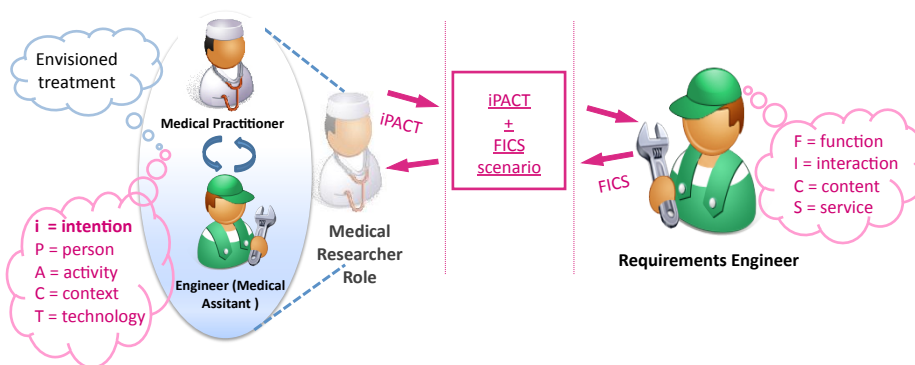 Envisioned
treatment
Medical Practitioner
i = intention
P = person
A = activity
C = context
T = technology
Engineer (Medical
Assitant )
Medical
Researcher
Role
iPACT
iPACT
+
FICS
scenario
FICS
Requirements Engineer
F = function
I = interaction
C = content
S = service